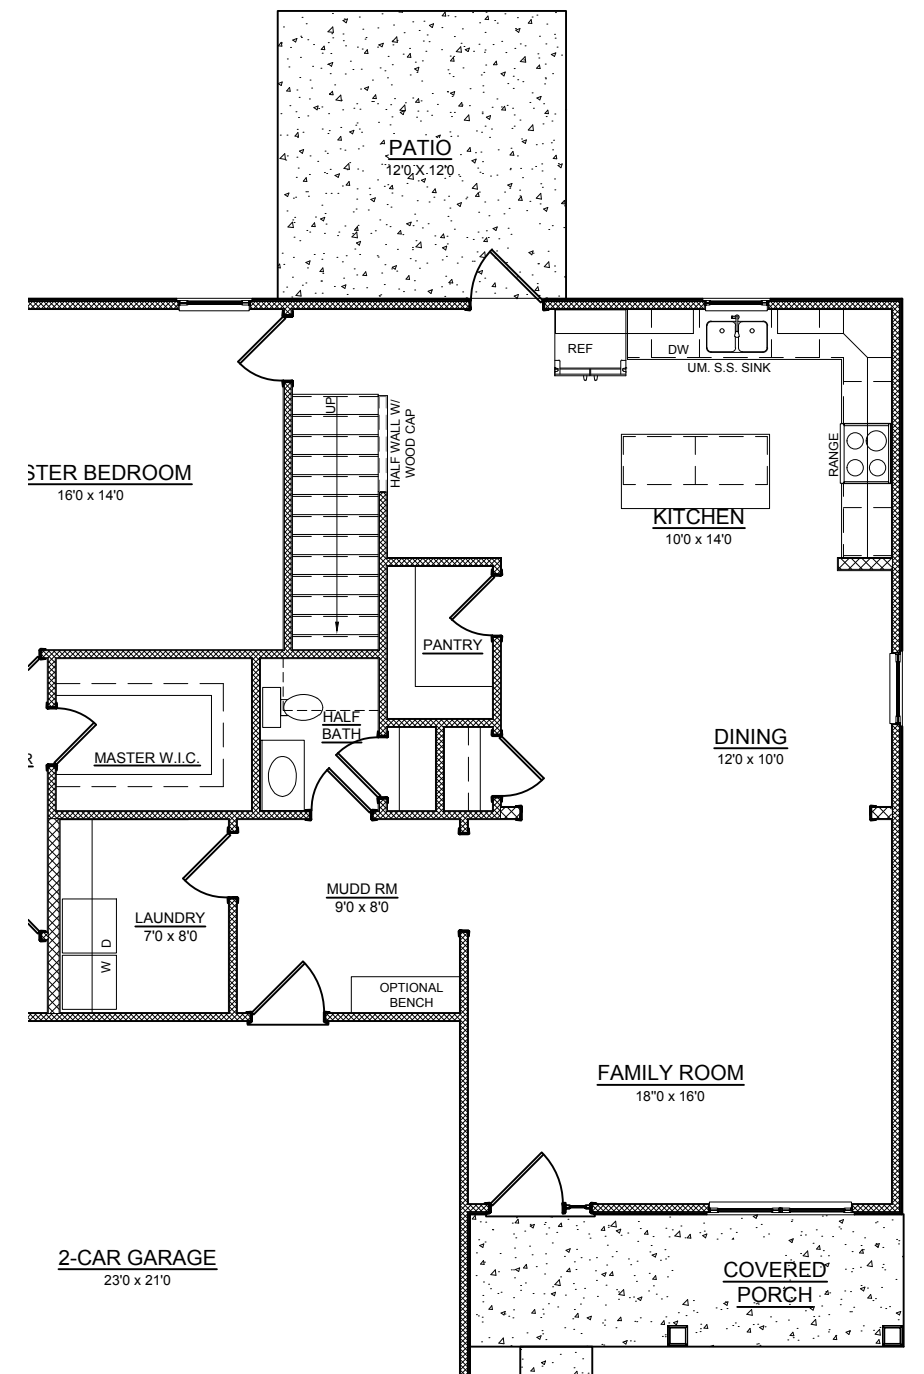 PATIO
12'0 X 12'0
REF
DW
UM. S.S. SINK
UP
HALF WALL W/
WOOD CAP
RANGE
STER BEDROOM
16'0 x 14'0
KITCHEN
10'0 x 14'0
PANTRY
HALF
BATH
MASTER W.I.C.
R
DINING
12'0 x 10'0
MUDD RM
9'0 x 8'0
LAUNDRY
7'0 x 8'0
D
W
OPTIONAL
BENCH
FAMILY ROOM
18"0 x 16'0
2-CAR GARAGE
23'0 x 21'0
COVERED
PORCH